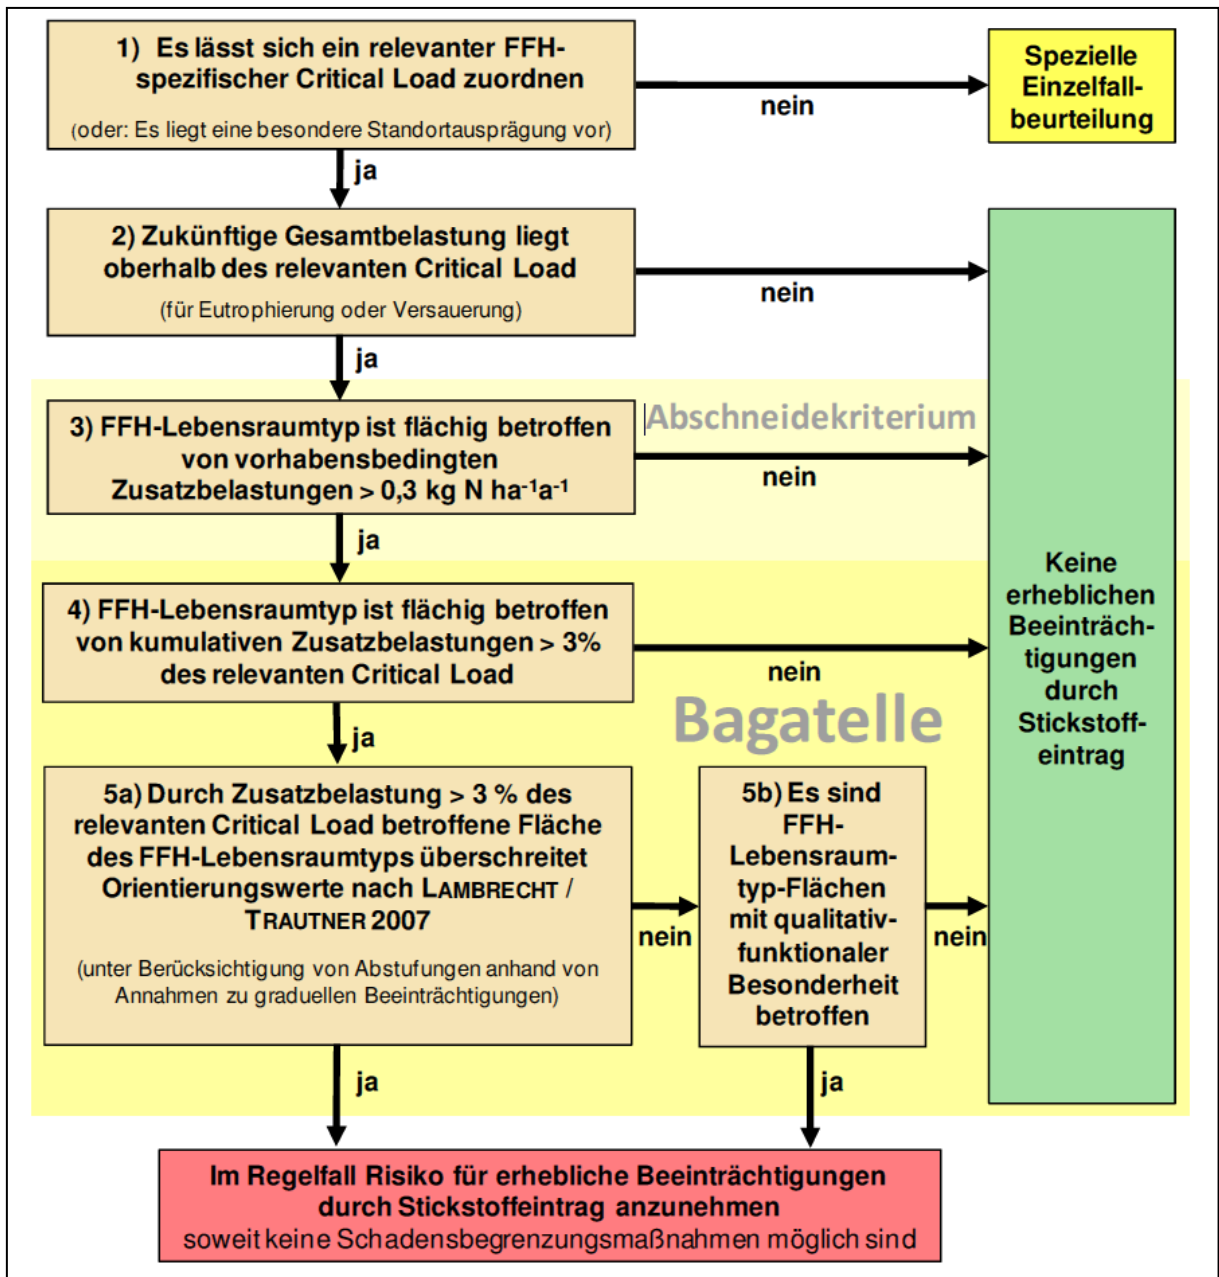 1) Es lässt sich ein relevanter FFH-
spezifischer Critical Load zuordnen
(oder: Es liegt eine besondere Standortausprägung vor)
nein
Spezielle
Einzelfall-
beurteilung
ja
2) Zukünftige Gesamtbelastung liegt
oberhalb des relevanten Critical Load
(für Eutrophierung oder Versauerung)
nein
ja
3) FFH-Lebensraumtyp ist flächig betroffen
von vorhabensbedingten
Zusatzbelastungen > 0,3 kg N ha⁻¹a⁻¹
Abschneidekriterium
nein
ja
4) FFH-Lebensraumtyp ist flächig betroffen
von kumulativen Zusatzbelastungen > 3%
des relevanten Critical Load
nein
Bagatelle
ja
5a) Durch Zusatzbelastung > 3 % des
relevanten Critical Load betroffene Fläche
des FFH-Lebensraumtyps überschreitet
Orientierungswerte nach LAMBRECHT /
TRAUTNER 2007
(unter Berücksichtigung von Abstufungen anhand von
Annahmen zu graduellen Beeinträchtigungen)
nein
5b) Es sind
FFH-
Lebensraum-
typ-Flächen
mit qualitativ-
funktionaler
Besonderheit
betroffen
nein
Keine
erheblichen
Beeinträch-
tigungen
durch
Stickstoff-
eintrag
ja
ja
Im Regelfall Risiko für erhebliche Beeinträchtigungen
durch Stickstoffeintrag anzunehmen
soweit keine Schadensbegrenzungsmaßnahmen möglich sind